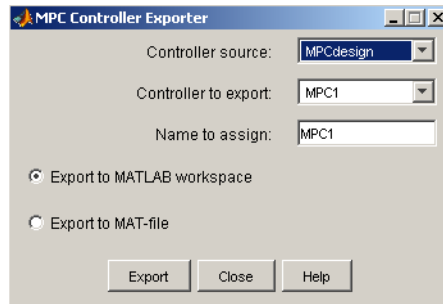 MPC Controller Exporter
Controller source: MPCdesign
Controller to export: MPC1
Name to assign: MPC1
Export to MATLAB workspace
Export to MAT-file
Export Close Help